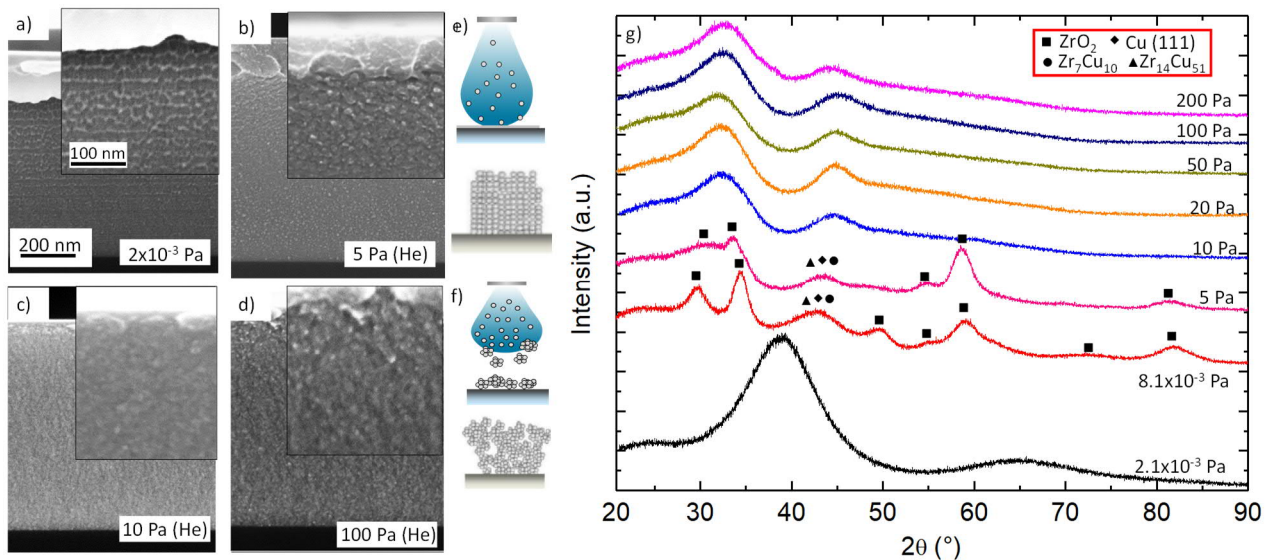 a)
100 nm
200 nm
2x10⁻³ Pa
b)
5 Pa (He)
c)
10 Pa (He)
d)
100 Pa (He)
e)
f)
g)
■ ZrO₂ ◆ Cu (111)
● Zr₇Cu₁₀ ▲ Zr₁₄Cu₅₁
200 Pa
100 Pa
50 Pa
20 Pa
10 Pa
5 Pa
8.1x10⁻³ Pa
2.1x10⁻³ Pa
Intensity (a.u.)
20 30 40 50 60 70 80 90
2θ (°)